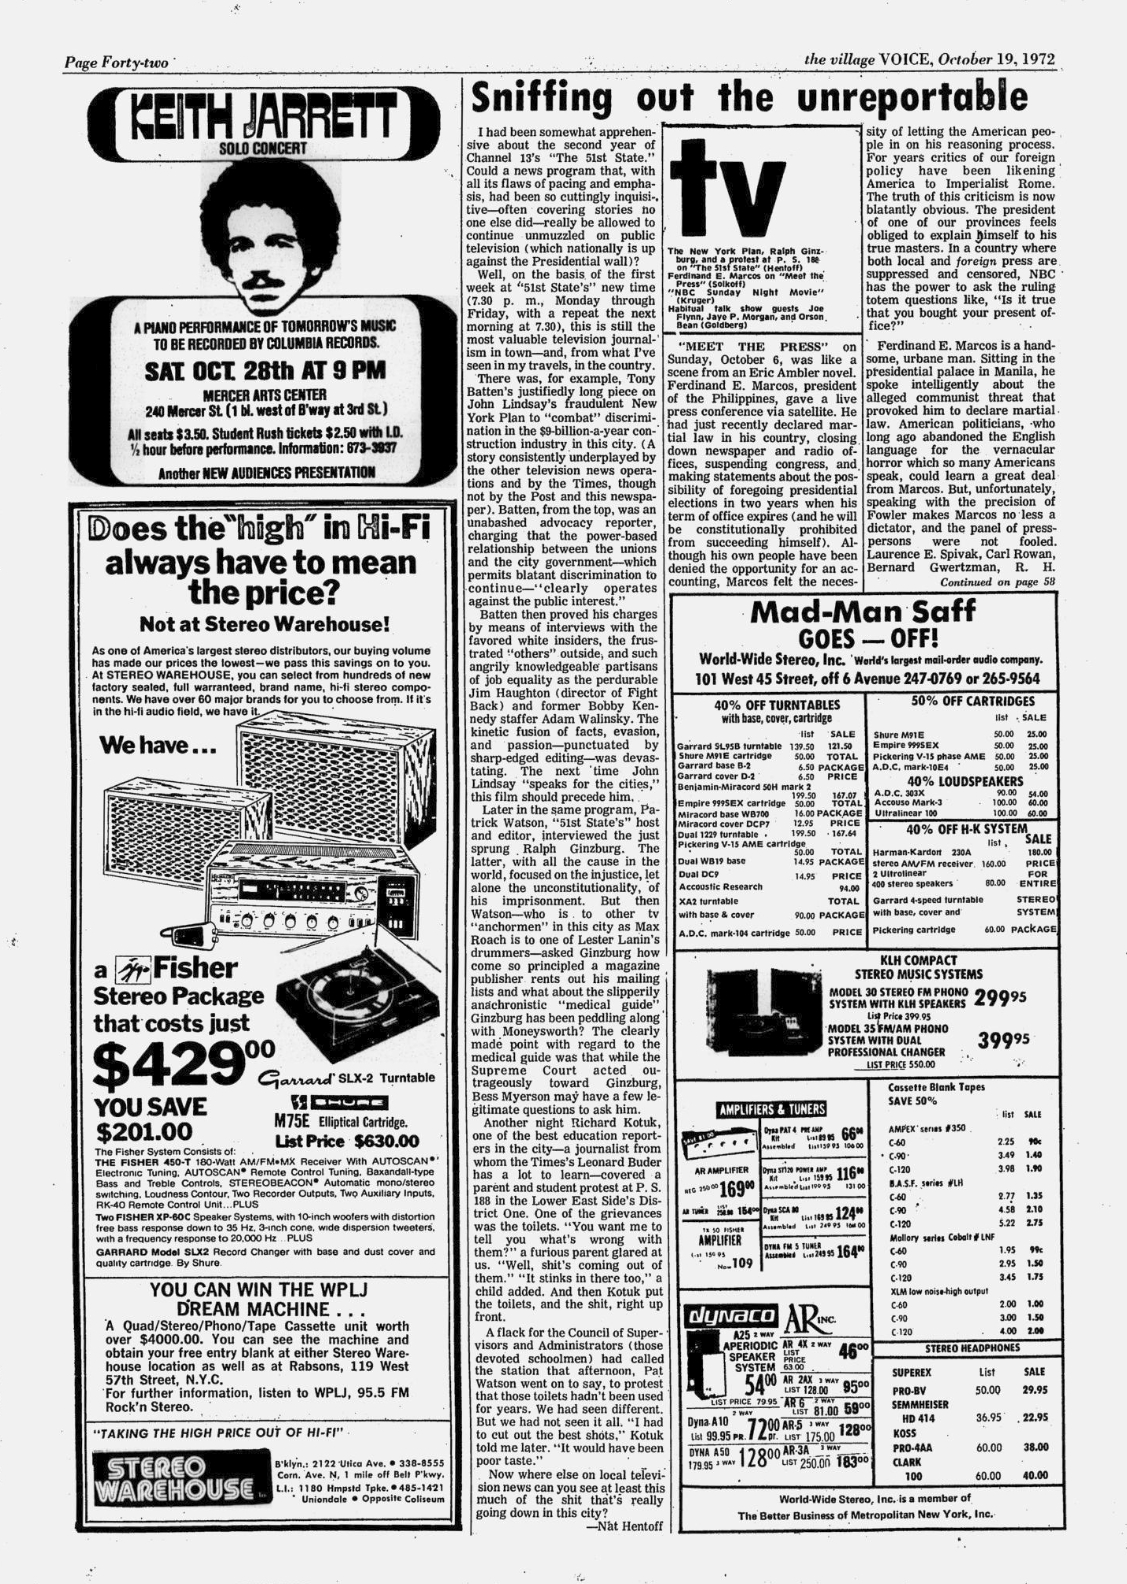 Page Forty-two
the village VOICE, October 19, 1972
KEITH JARRETT
SOLO CONCERT
A PIANO PERFORMANCE OF TOMORROW'S MUSIC
TO BE RECORDED BY COLUMBIA RECORDS.
SAT. OCT. 28th AT 9 PM
MERCER ARTS CENTER
240 Mercer St. (1 bl. west of B'way at 3rd St.)
All seats $3.50. Student Rush tickets $2.50 with I.D.
½ hour before performance. Information: 673-3937
Another NEW AUDIENCES PRESENTATION
Does the "high" in Hi-Fi
always have to mean
the price?
Not at Stereo Warehouse!
As one of America's largest stereo distributors, our buying volume
has made our prices the lowest—we pass this savings on to you.
At STEREO WAREHOUSE, you can select from hundreds of new
factory sealed, full warranteed, brand name, hi-fi stereo compo-
nents. We have over 60 major brands for you to choose from. If it's
in the hi-fi audio field, we have it.
We have...
a Fisher
Stereo Package
that costs just
$429.00
Garrard SLX-2 Turntable
YOU SAVE
$201.00
SHURE
M75E Elliptical Cartridge.
List Price $630.00
The Fisher System Consists of:
THE FISHER 450-T 180-Watt AM/FM•MX Receiver With AUTOSCAN®'
Electronic Tuning, AUTOSCAN® Remote Control Tuning, Baxandall-type
Bass and Treble Controls, STEREOBEACON® Automatic mono/stereo
switching, Loudness Contour, Two Recorder Outputs, Two Auxiliary Inputs,
RK-40 Remote Control Unit...PLUS
Two FISHER XP-60C Speaker Systems, with 10-inch woofers with distortion
free bass response down to 35 Hz, 3-inch cone, wide dispersion tweeters,
with a frequency response to 20,000 Hz . . PLUS
GARRARD Model SLX2 Record Changer with base and dust cover and
quality cartridge. By Shure.
YOU CAN WIN THE WPLJ
DREAM MACHINE . . .
A Quad/Stereo/Phono/Tape Cassette unit worth
over $4000.00. You can see the machine and
obtain your free entry blank at either Stereo Ware-
house location as well as at Rabsons, 119 West
57th Street, N.Y.C.
For further information, listen to WPLJ, 95.5 FM
Rock'n Stereo.
"TAKING THE HIGH PRICE OUT OF HI-FI"
STEREO
WAREHOUSE
B'klyn.: 2122 Utica Ave. • 338-8555
Corn. Ave. N, 1 mile off Belt P'kwy.
L.I.: 1180 Hmpstd Tpke. • 485-1421
Uniondale • Opposite Coliseum
Sniffing out the unreportable
I had been somewhat apprehen-
sive about the second year of
Channel 13's "The 51st State."
Could a news program that, with
all its flaws of pacing and empha-
sis, had been so cuttingly inquisi-
tive—often covering stories no
one else did—really be allowed to
continue unmuzzled on public
television (which nationally is up
against the Presidential wall)?
Well, on the basis of the first
week at "51st State's" new time
(7.30 p. m., Monday through
Friday, with a repeat the next
morning at 7.30), this is still the
most valuable television journal-
ism in town—and, from what I've
seen in my travels, in the country.
There was, for example, Tony
Batten's justifiedly long piece on
John Lindsay's fraudulent New
York Plan to "combat" discrimi-
nation in the $9-billion-a-year con-
struction industry in this city. (A
story consistently underplayed by
the other television news opera-
tions and by the Times, though
not by the Post and this newspa-
per). Batten, from the top, was an
unabashed advocacy reporter,
charging that the power-based
relationship between the unions
and the city government—which
permits blatant discrimination to
continue—"clearly operates
against the public interest."
Batten then proved his charges
by means of interviews with the
favored white insiders, the frus-
trated "others" outside, and such
angrily knowledgeable partisans
of job equality as the perdurable
Jim Haughton (director of Fight
Back) and former Bobby Ken-
nedy staffer Adam Walinsky. The
kinetic fusion of facts, evasion,
and passion—punctuated by
sharp-edged editing—was devas-
tating. The next time John
Lindsay "speaks for the cities,"
this film should precede him.
Later in the same program, Pa-
trick Watson, "51st State's" host
and editor, interviewed the just
sprung Ralph Ginzburg. The
latter, with all the cause in the
world, focused on the injustice, let
alone the unconstitutionality, of
his imprisonment. But then
Watson—who is to other tv
"anchormen" in this city as Max
Roach is to one of Lester Lanin's
drummers—asked Ginzburg how
come so principled a magazine
publisher rents out his mailing
lists and what about the slipperily
anachronistic "medical guide"
Ginzburg has been peddling along
with Moneysworth? The clearly
made point with regard to the
medical guide was that while the
Supreme Court acted ou-
trageously toward Ginzburg,
Bess Myerson may have a few le-
gitimate questions to ask him.
Another night Richard Kotuk,
one of the best education report-
ers in the city—a journalist from
whom the Times's Leonard Buder
has a lot to learn—covered a
parent and student protest at P. S.
188 in the Lower East Side's Dis-
trict One. One of the grievances
was the toilets. "You want me to
tell you what's wrong with
them?" a furious parent glared at
us. "Well, shit's coming out of
them." "It stinks in there too," a
child added. And then Kotuk put
the toilets, and the shit, right up
front.
A flack for the Council of Super-
visors and Administrators (those
devoted schoolmen) had called
the station that afternoon, Pat
Watson went on to say, to protest
that those toilets hadn't been used
for years. We had seen different.
But we had not seen it all. "I had
to cut out the best shots," Kotuk
told me later. "It would have been
poor taste."
Now where else on local televi-
sion news can you see at least this
much of the shit that's really
going down in this city?
—Nat Hentoff
tv
The New York Plan, Ralph Ginz-
burg, and a protest at P. S. 188
on "The 51st State" (Hentoff)
Ferdinand E. Marcos on "Meet the
Press" (Solkoff)
"NBC Sunday Night Movie"
(Kruger)
Habitual talk show guests Joe
Flynn, Jaye P. Morgan, and Orson
Bean (Goldberg)
"MEET THE PRESS" on
Sunday, October 6, was like a
scene from an Eric Ambler novel.
Ferdinand E. Marcos, president
of the Philippines, gave a live
press conference via satellite. He
had just recently declared mar-
tial law in his country, closing
down newspaper and radio of-
fices, suspending congress, and
making statements about the pos-
sibility of foregoing presidential
elections in two years when his
term of office expires (and he will
be constitutionally prohibited
from succeeding himself). Al-
though his own people have been
denied the opportunity for an ac-
counting, Marcos felt the neces-
sity of letting the American peo-
ple in on his reasoning process.
For years critics of our foreign
policy have been likening
America to Imperialist Rome.
The truth of this criticism is now
blatantly obvious. The president
of one of our provinces feels
obliged to explain himself to his
true masters. In a country where
both local and foreign press are
suppressed and censored, NBC
has the power to ask the ruling
totem questions like, "Is it true
that you bought your present of-
fice?"
Ferdinand E. Marcos is a hand-
some, urbane man. Sitting in the
presidential palace in Manila, he
spoke intelligently about the
alleged communist threat that
provoked him to declare martial
law. American politicians, who
long ago abandoned the English
language for the vernacular
horror which so many Americans
speak, could learn a great deal
from Marcos. But, unfortunately,
speaking with the precision of
Fowler makes Marcos no less a
dictator, and the panel of press-
persons were not fooled.
Laurence E. Spivak, Carl Rowan,
Bernard Gwertzman, R. H.
Continued on page 58
Mad-Man Saff
GOES — OFF!
World-Wide Stereo, Inc. World's largest mail-order audio company.
101 West 45 Street, off 6 Avenue 247-0769 or 265-9564
40% OFF TURNTABLES
with base, cover, cartridge
list SALE
Garrard SL95B turntable 139.50 121.50
Shure M91E cartridge 50.00 TOTAL
Garrard base B-2 6.50 PACKAGE
Garrard cover D-2 6.50 PRICE
Benjamin-Miracord 50H mark 2
199.50 167.07
Empire 999SEX cartridge 50.00 TOTAL
Miracord base WB700 16.00 PACKAGE
Miracord cover DCP7 12.95 PRICE
Dual 1229 turntable 199.50 167.64
Pickering V-15 AME cartridge
50.00 TOTAL
Dual WB19 base 14.95 PACKAGE
Dual DC9 14.95 PRICE
Accoustic Research 94.00
XA2 turntable TOTAL
with base & cover 90.00 PACKAGE
A.D.C. mark-104 cartridge 50.00 PRICE
50% OFF CARTRIDGES
list SALE
Shure M91E 50.00 25.00
Empire 999SEX 50.00 25.00
Pickering V-15 phase AME 50.00 25.00
A.D.C. mark-10E4 50.00 25.00
40% LOUDSPEAKERS
A.D.C. 303X 90.00 54.00
Accouso Mark-3 100.00 60.00
Ultralinear 100 100.00 60.00
40% OFF H-K SYSTEM
list SALE
Harman-Kardon 230A 180.00
stereo AM/FM receiver 160.00 PRICE
2 Ultrolinear FOR
400 stereo speakers 80.00 ENTIRE
Garrard 4-speed turntable STEREO
with base, cover and SYSTEM
Pickering cartridge 60.00 PACKAGE
KLH COMPACT
STEREO MUSIC SYSTEMS
MODEL 30 STEREO FM PHONO
SYSTEM WITH KLH SPEAKERS 299.95
List Price 399.95
MODEL 35 FM/AM PHONO
SYSTEM WITH DUAL
PROFESSIONAL CHANGER 399.95
LIST PRICE 550.00
AMPLIFIERS & TUNERS
Dyna PAT 4 PRE AMP
Kit List 89.95 66
Assembled List 159.95 106.00
AR AMPLIFIER
REG 250.00 169.00
Dyna ST120 POWER AMP
Kit List 159.95 116
Assembled List 199.95 131.00
AR TUNER 164
Dyna SCA 80
Kit List 169.95 124
Assembled List 249.95 168.00
TX 50 FISHER
AMPLIFIER
List 159.95
Now 109
DYNA FM 5 TUNER
Assembled List 249.95 164
Cassette Blank Tapes
SAVE 50%
list SALE
AMPEX series #350
C-60 2.25 90c
C-90 3.49 1.40
C-120 3.98 1.90
B.A.S.F. series #LH
C-60 2.77 1.35
C-90 4.58 2.10
C-120 5.22 2.75
Mallory series Cobalt # LNF
C-60 1.95 99c
C-90 2.95 1.50
C-120 3.45 1.75
XLM low noise-high output
C-60 2.00 1.00
C-90 3.00 1.50
C-120 4.00 2.00
dynaco AR INC.
A25 2 WAY
APERIODIC
SPEAKER
SYSTEM 54.00
LIST PRICE 79.95
AR 4X 2 WAY
LIST PRICE 63.00 46.00
AR 2AX 3 WAY
LIST 128.00 95.00
AR 6 2 WAY
LIST 81.00 59.00
2 WAY
Dyna A10
List 99.95 PR. 72.00 pr.
AR-5 3 WAY
LIST 175.00 128.00
DYNA A50
179.95 3 WAY 128.00
AR-3A 3 WAY
LIST 250.00 183.00
STEREO HEADPHONES
List SALE
SUPEREX
PRO-BV 50.00 29.95
SEMMHEISER
HD 414 36.95 22.95
KOSS
PRO-4AA 60.00 38.00
CLARK
100 60.00 40.00
World-Wide Stereo, Inc. is a member of
The Better Business of Metropolitan New York, Inc.